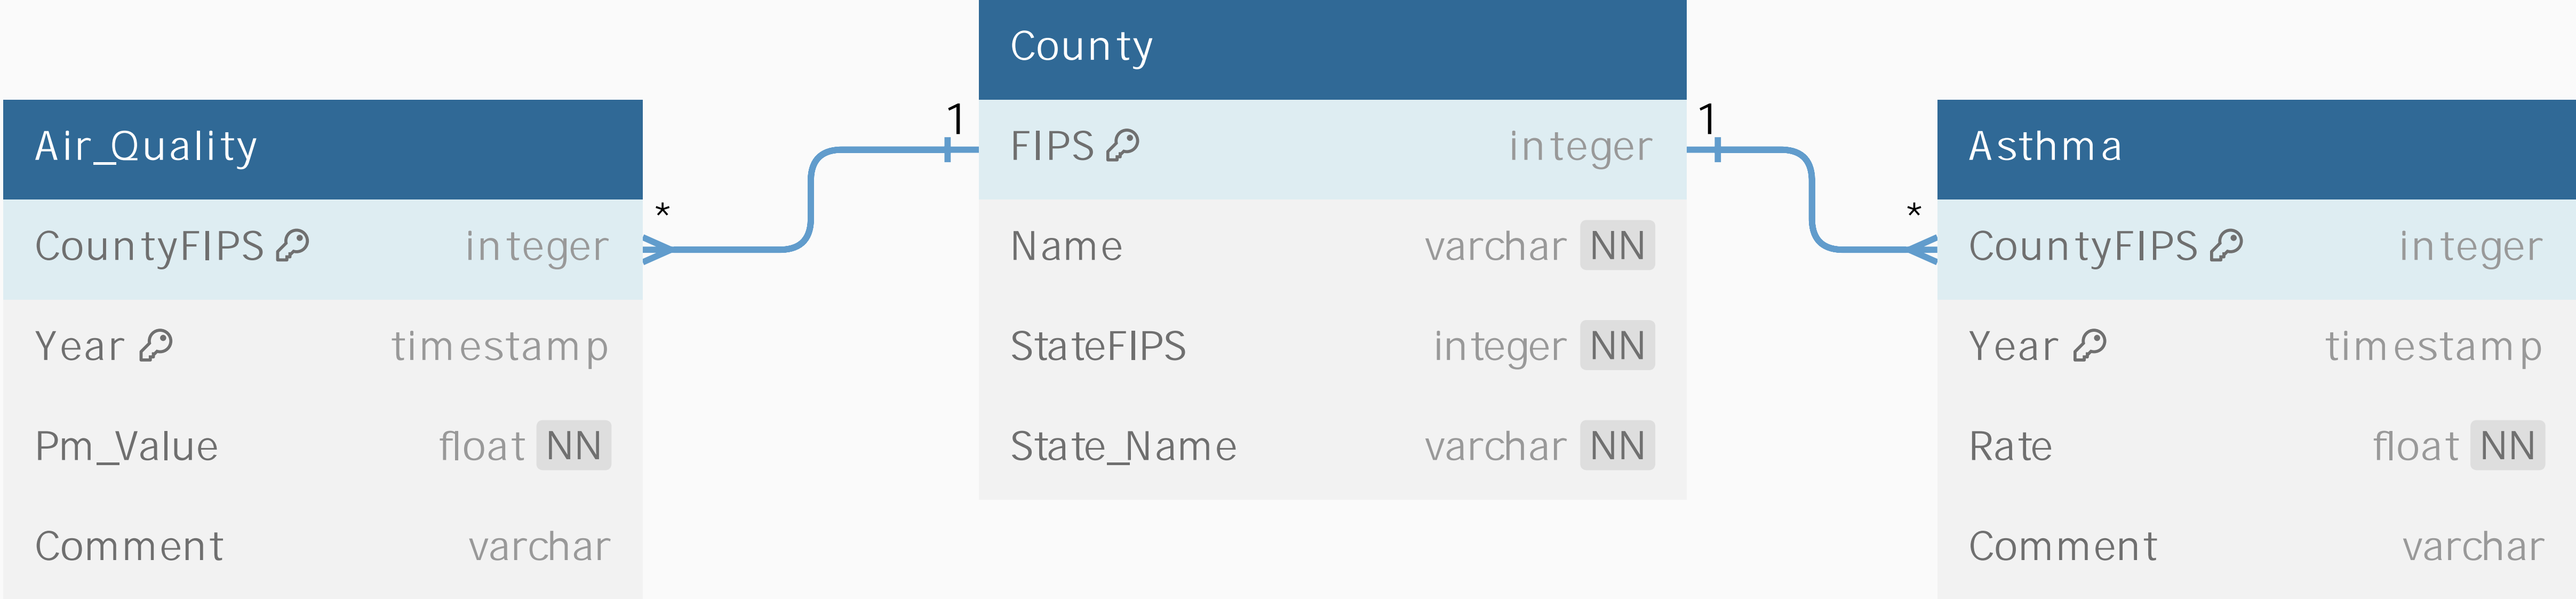 Air_Quality
CountyFIPS integer
Year timestamp
Pm_Value float NN
Comment varchar
*
1
County
FIPS integer
Name varchar NN
StateFIPS integer NN
State_Name varchar NN
1
*
Asthma
CountyFIPS integer
Year timestamp
Rate float NN
Comment varchar